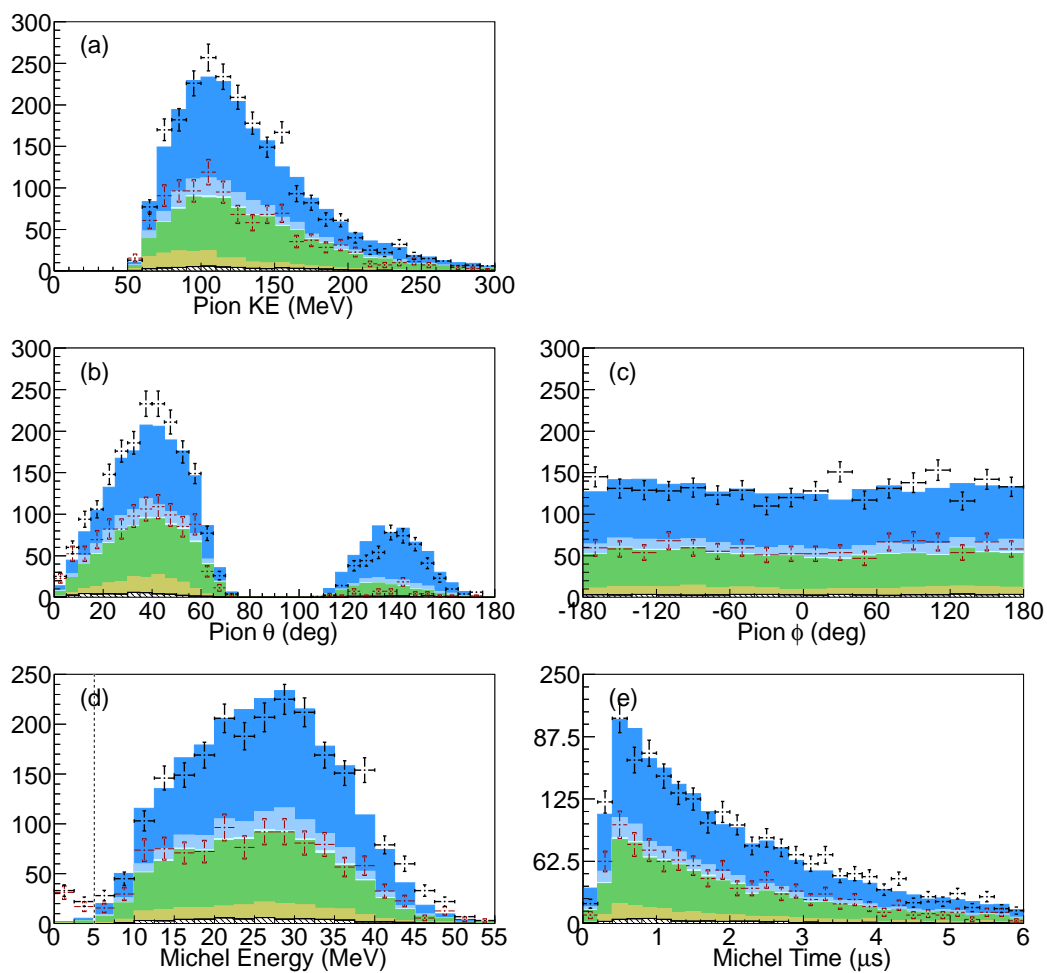 (a)
300
250
200
150
100
50
0
0 50 100 150 200 250 300
Pion KE (MeV)
(b)
300
250
200
150
100
50
0
0 20 40 60 80 100 120 140 160 180
Pion θ (deg)
(c)
300
250
200
150
100
50
0
-180 -120 -60 0 60 120 180
Pion ϕ (deg)
(d)
250
200
150
100
50
0
0 5 10 15 20 25 30 35 40 45 50 55
Michel Energy (MeV)
(e)
250
87.5
125
62.5
0
0 1 2 3 4 5 6
Michel Time (μs)